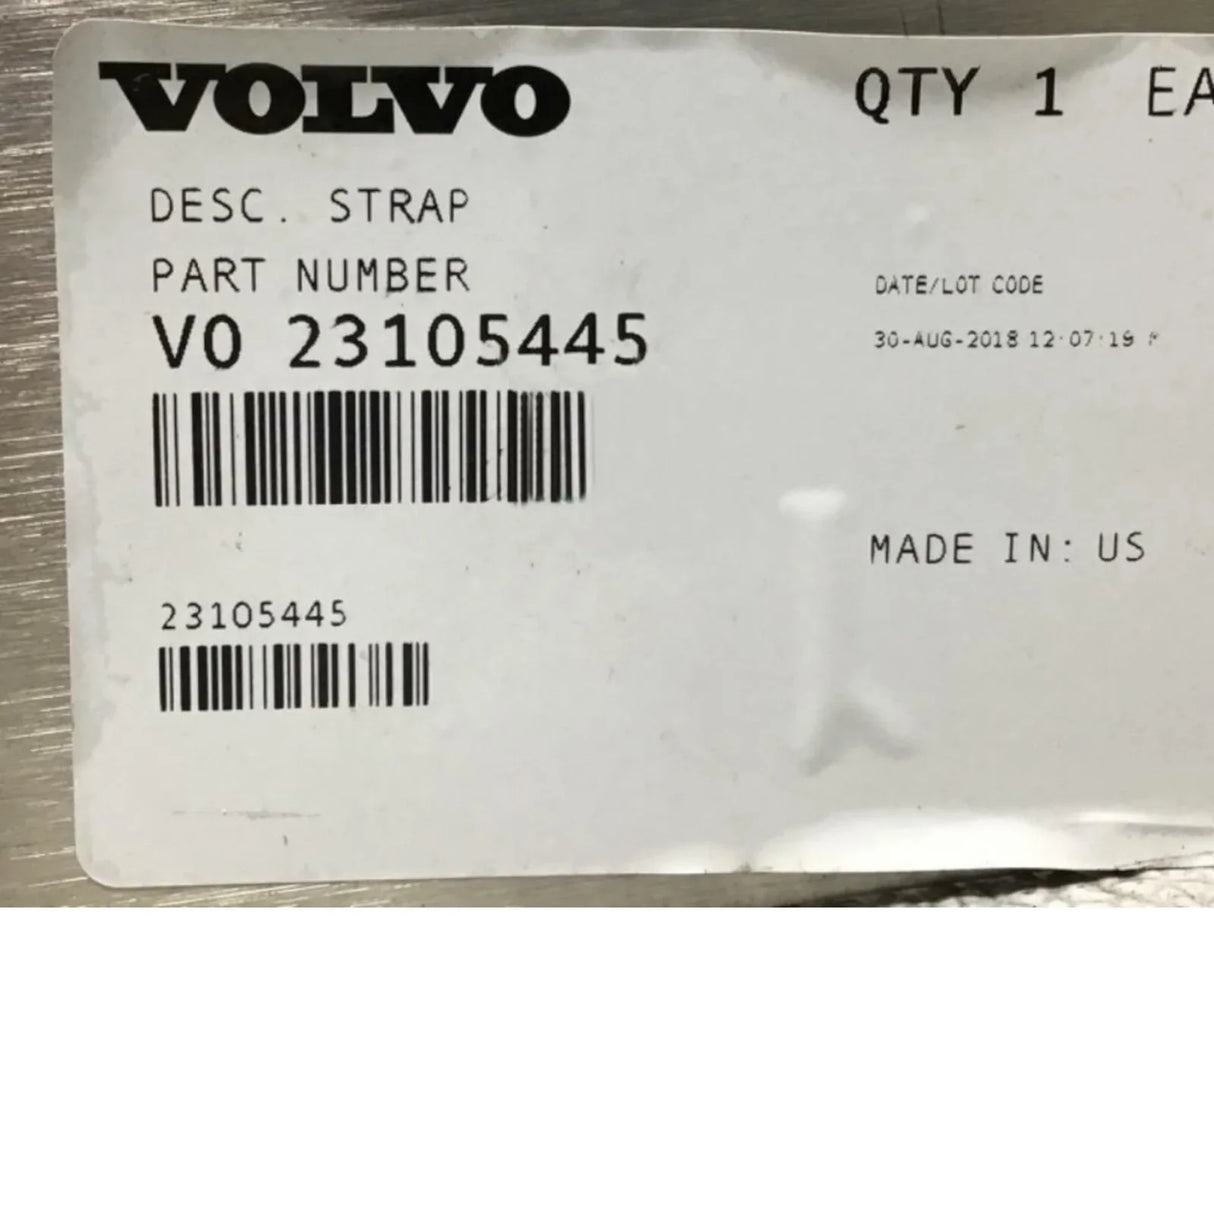 VOLVO
QTY 1 EA
DESC. STRAP
PART NUMBER
VO 23105445
DATE/LOT CODE
30-AUG-2018 12:07:19
MADE IN: US
23105445